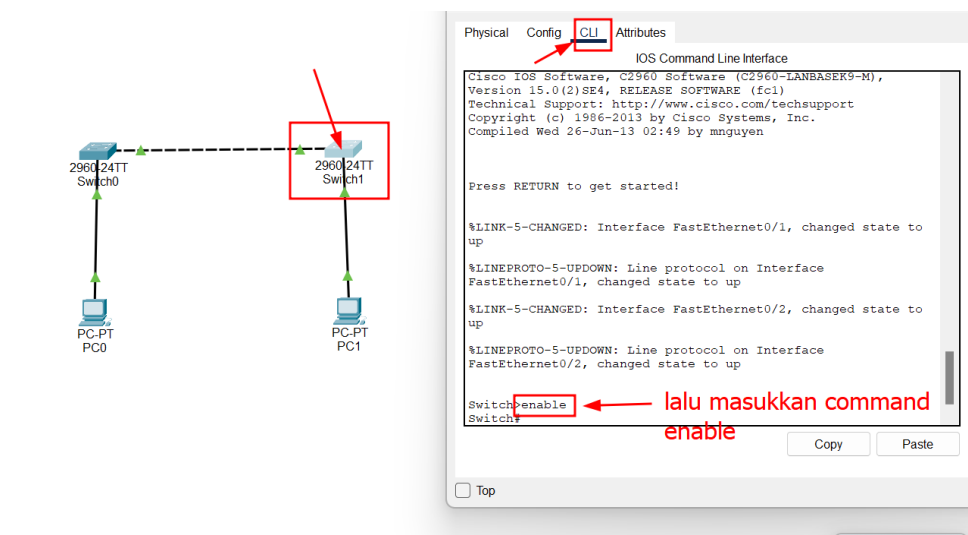 2960-24TT
Switch0
2960-24TT
Switch1
PC-PT
PC0
PC-PT
PC1
Physical Config CLI Attributes
IOS Command Line Interface
Cisco IOS Software, C2960 Software (C2960-LANBASEK9-M),
Version 15.0(2)SE4, RELEASE SOFTWARE (fc1)
Technical Support: http://www.cisco.com/techsupport
Copyright (c) 1986-2013 by Cisco Systems, Inc.
Compiled Wed 26-Jun-13 02:49 by mnguyen
Press RETURN to get started!
%LINK-5-CHANGED: Interface FastEthernet0/1, changed state to
up
%LINEPROTO-5-UPDOWN: Line protocol on Interface
FastEthernet0/1, changed state to up
%LINK-5-CHANGED: Interface FastEthernet0/2, changed state to
up
%LINEPROTO-5-UPDOWN: Line protocol on Interface
FastEthernet0/2, changed state to up
Switch>enable
Switch#
lalu masukkan command
enable
Copy Paste
Top